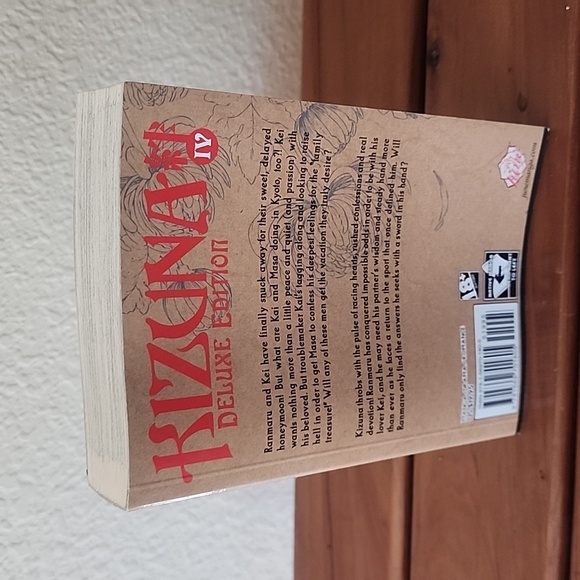 KIZUNA 絆
DELUXE EDITION IV
Ranmaru and Kei have finally snuck away for their sweet, delayed
honeymoon! But what are Kai and Masa doing in Kyoto, too?! Kei
wants nothing more than a little peace and quiet (and passion) with
his beloved. But troublemaker Kai's tagging along and looking to raise
hell in order to get Masa to confess his deepest feelings for the "family
treasure!" Will any of these men get the vacation they truly desire?
Kizuna throbs with the pulse of racing hearts, rushed confessions and real
devotion! Ranmaru has conquered impossible odds in order to be with his
lover Kei, and he may need his partner's wisdom and steady hand more
than ever as he faces a return to the sport that once defined him. Will
Ranmaru only find the answers he seeks with a sword in his hand?
18+